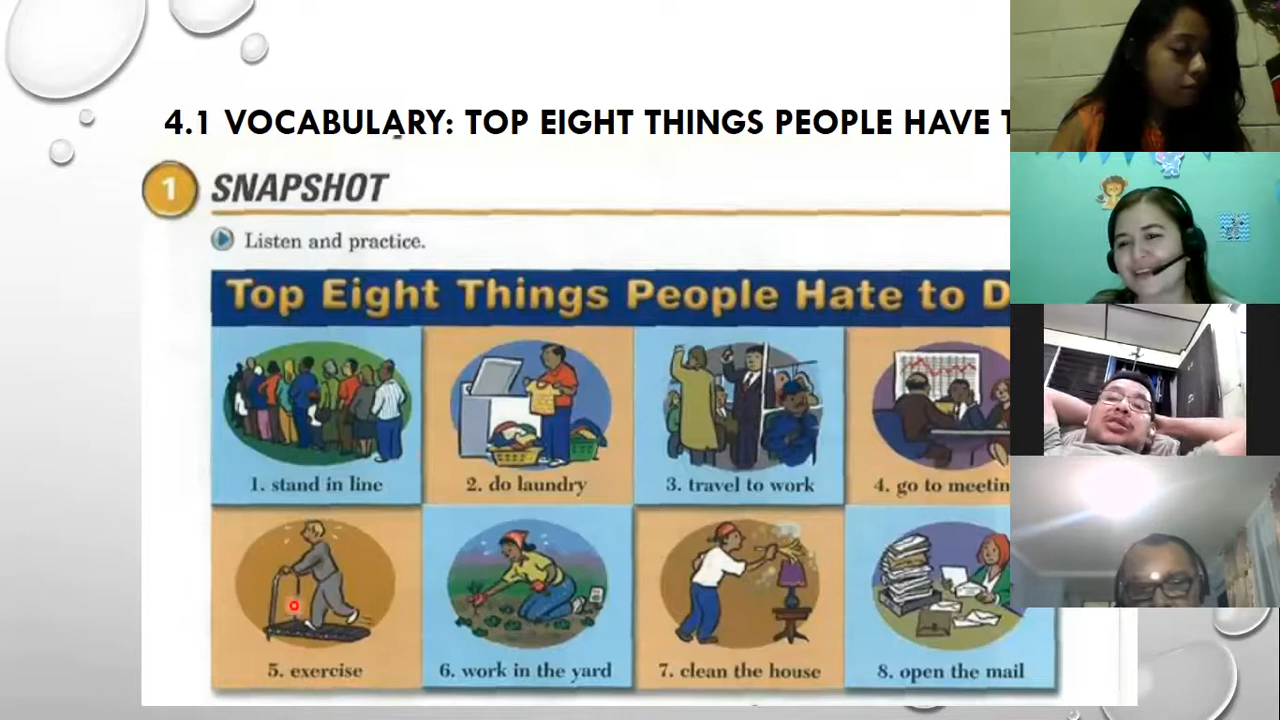 4.1 VOCABULARY: TOP EIGHT THINGS PEOPLE HAVE
1 SNAPSHOT
Listen and practice.
Top Eight Things People Hate to
1. stand in line
2. do laundry
3. travel to work
4. go to
5. exercise
6. work in the yard
7. clean the house
8. open the mail